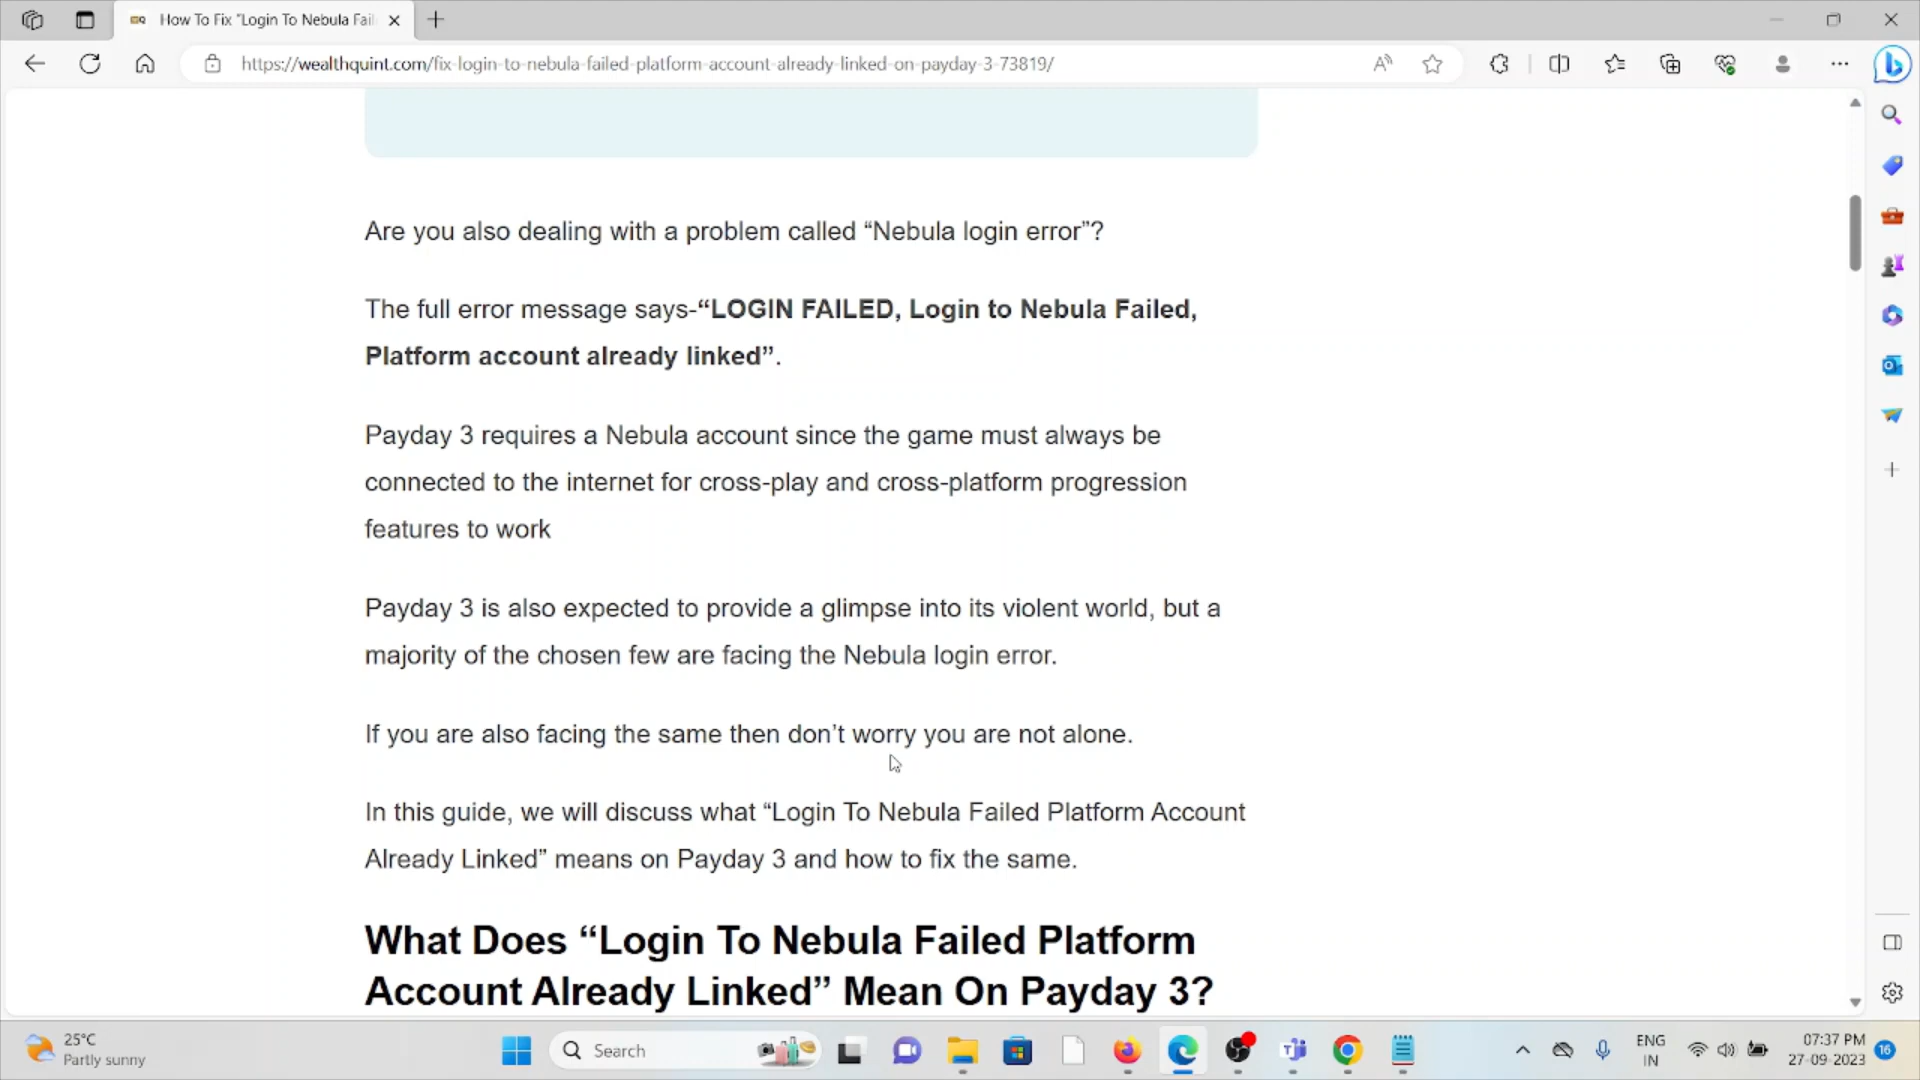 How To Fix “Login To Nebula Fail
https://wealthquint.com/fix-login-to-nebula-failed-platform-account-already-linked-on-payday-3-73819/
Are you also dealing with a problem called “Nebula login error”?
The full error message says-“LOGIN FAILED, Login to Nebula Failed,
Platform account already linked”.
Payday 3 requires a Nebula account since the game must always be
connected to the internet for cross-play and cross-platform progression
features to work
Payday 3 is also expected to provide a glimpse into its violent world, but a
majority of the chosen few are facing the Nebula login error.
If you are also facing the same then don’t worry you are not alone.
In this guide, we will discuss what “Login To Nebula Failed Platform Account
Already Linked” means on Payday 3 and how to fix the same.
What Does “Login To Nebula Failed Platform
Account Already Linked” Mean On Payday 3?
25°C
Partly sunny
Search
ENG
IN
07:37 PM
27-09-2023
16